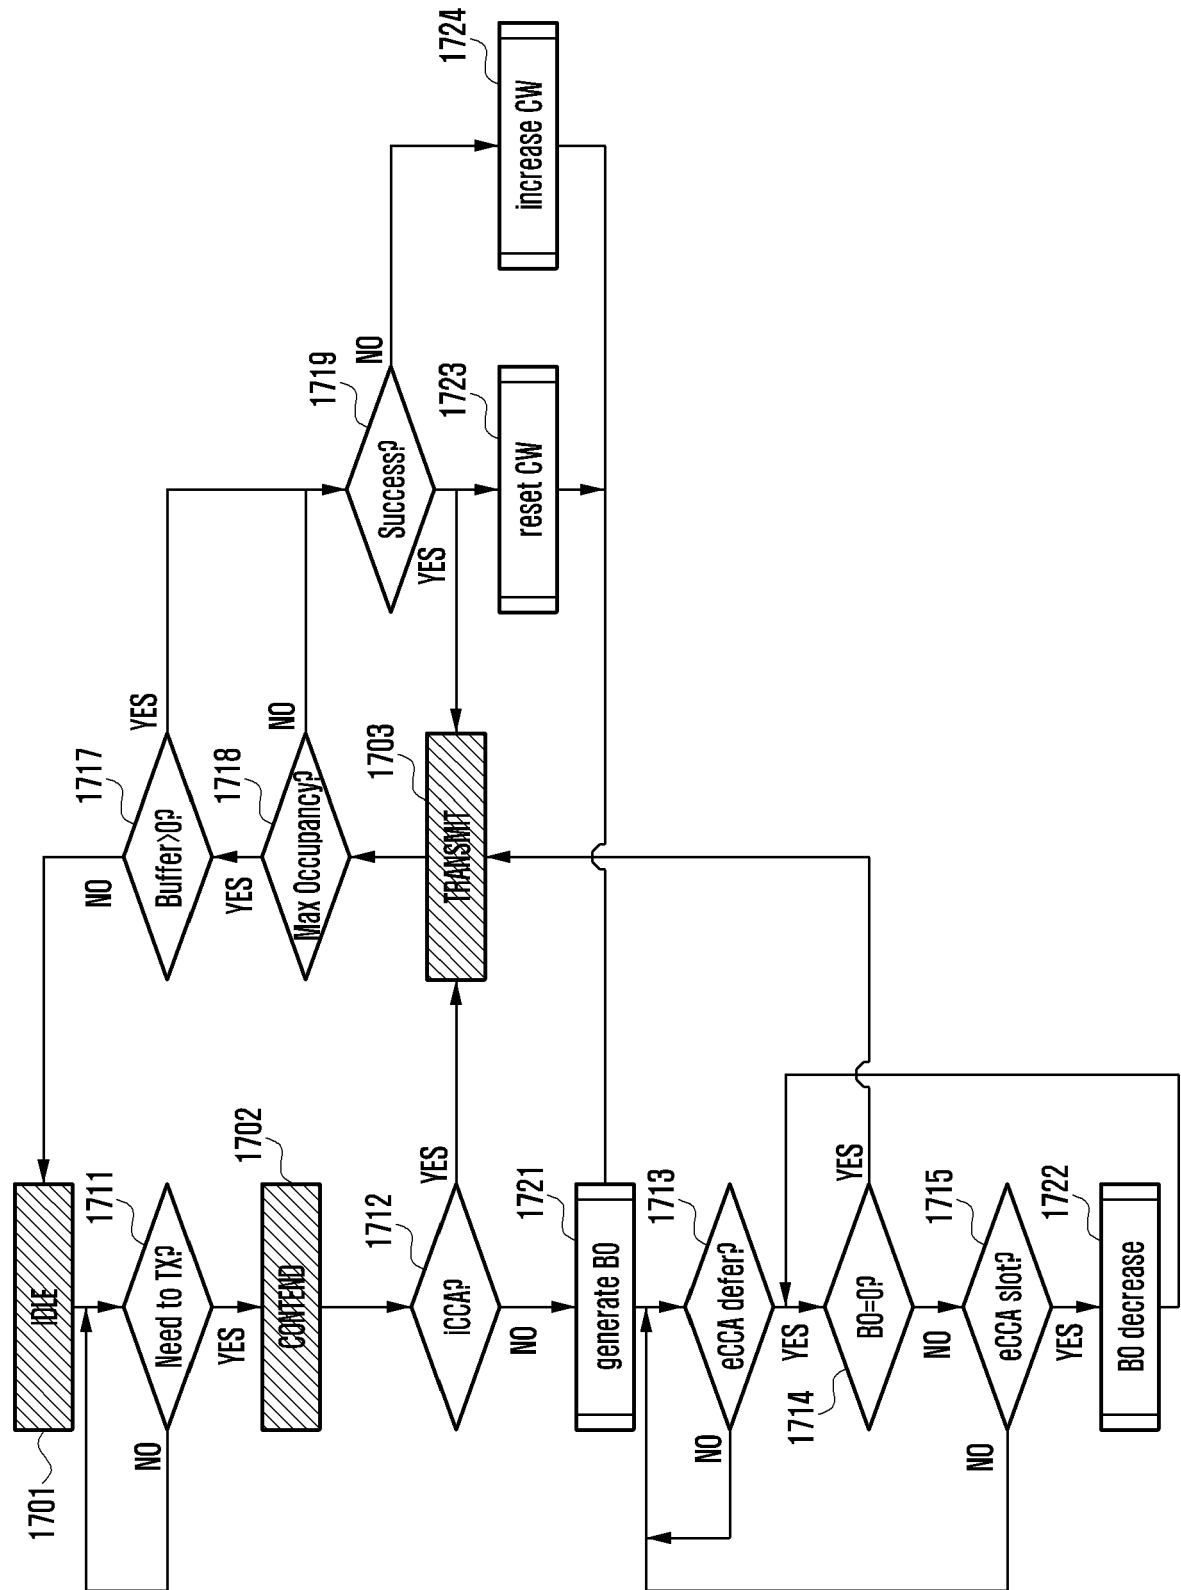 1701
IDLE
NO
Need to TX?
1711
YES
CONTEND
1702
iCCA?
1712
YES
NO
generate BO
1721
eCCA defer?
1713
NO
YES
1714
BO=0?
YES
NO
eCCA slot?
1715
NO
YES
BO decrease
1722
NO
Buffer>0?
1717
YES
YES
Max Occupancy?
1718
NO
TRANSMIT
1703
Success?
1719
NO
YES
reset CW
1723
increase CW
1724